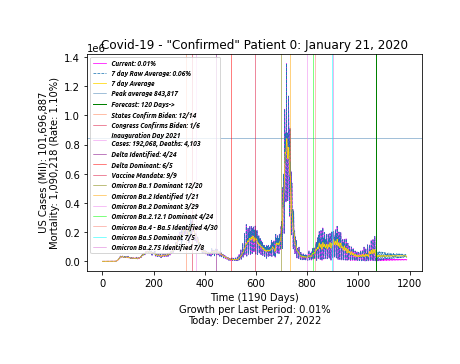 Covid-19 - "Confirmed" Patient 0: January 21, 2020
1e6
1.4
1.2
1.0
0.8
0.6
0.4
0.2
0.0
US Cases (Mil): 101,696,887
Mortality: 1,090,218 (Rate: 1.10%)
Current: 0.01%
7 day Raw Average: 0.06%
7 day Average
Peak average 843,817
Forecast: 120 Days->
States Confirm Biden: 12/14
Congress Confirms Biden: 1/6
Inauguration Day 2021
Cases: 192,068, Deaths: 4,103
Delta Identified: 4/24
Delta Dominant: 6/5
Vaccine Mandate: 9/9
Omicron Ba.1 Dominant 12/20
Omicron Ba.2 Identified 1/21
Omicron Ba.2 Dominant 3/29
Omicron Ba.2.12.1 Dominant 4/24
Omicron Ba.4 - Ba.5 Identified 4/30
Omicron Ba.5 Dominant 7/5
Omicron Ba.2.75 Identified 7/8
0 200 400 600 800 1000 1200
Time (1190 Days)
Growth per Last Period: 0.01%
Today: December 27, 2022